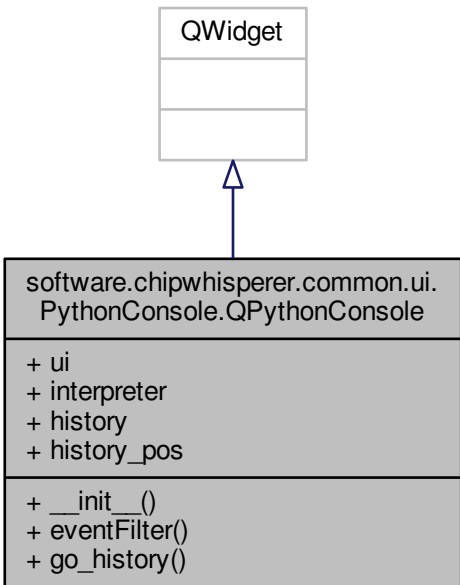 QWidget
software.chipwhisperer.common.ui.
PythonConsole.QPythonConsole
+ ui
+ interpreter
+ history
+ history_pos
+ __init__()
+ eventFilter()
+ go_history()